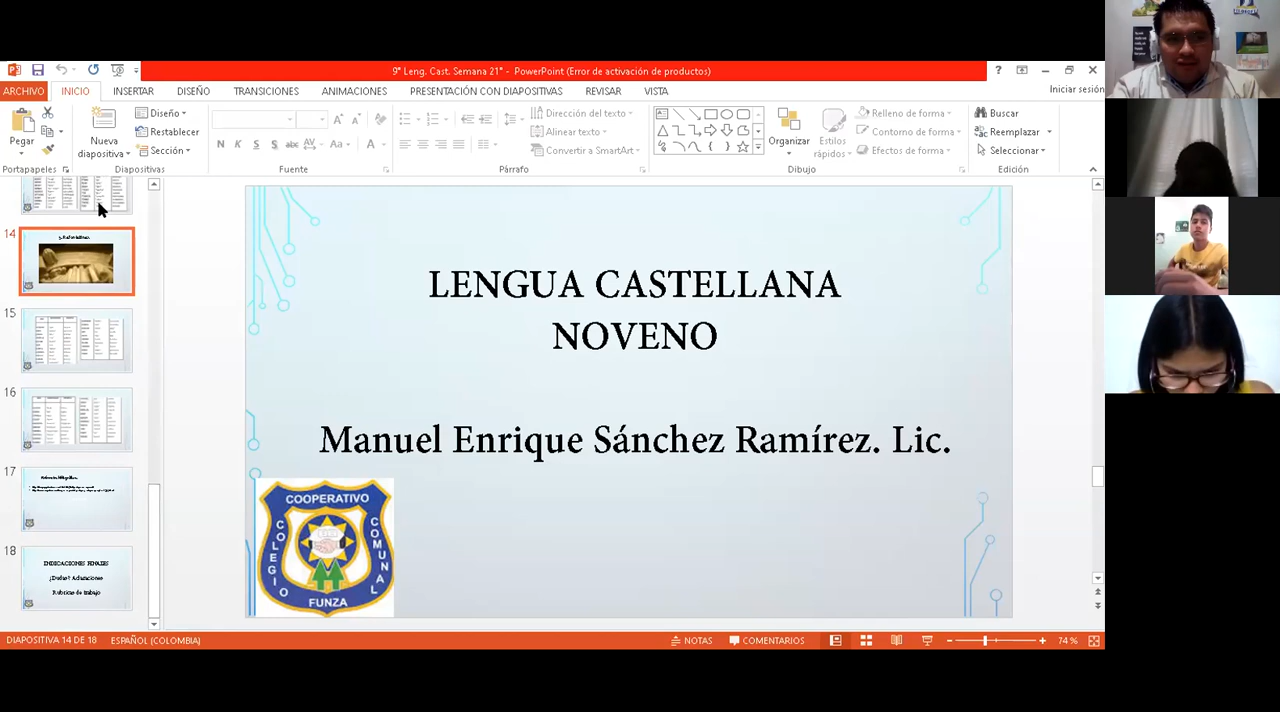 9° Leng. Cast. Semana 21° - PowerPoint (Error de activación de productos)
ARCHIVO INICIO INSERTAR DISEÑO TRANSICIONES ANIMACIONES PRESENTACIÓN CON DIAPOSITIVAS REVISAR VISTA
Iniciar sesión
Pegar
Nueva diapositiva
Diseño
Restablecer
Sección
N K S S abc AV Aa A
Dirección del texto
Alinear texto
Convertir a SmartArt
Organizar
Estilos rápidos
Relleno de forma
Contorno de forma
Efectos de forma
Buscar
Reemplazar
Seleccionar
Portapapeles Diapositivas Fuente Párrafo Dibujo Edición
14
15
16
17
18
INDICACIONES FINALES
¿Dudas? Aclaraciones
Rubricas de trabajo
LENGUA CASTELLANA
NOVENO
Manuel Enrique Sánchez Ramírez. Lic.
COOPERATIVO
COLEGIO
COMUNAL
FUNZA
DIAPOSITIVA 14 DE 18 ESPAÑOL (COLOMBIA) NOTAS COMENTARIOS 74 %